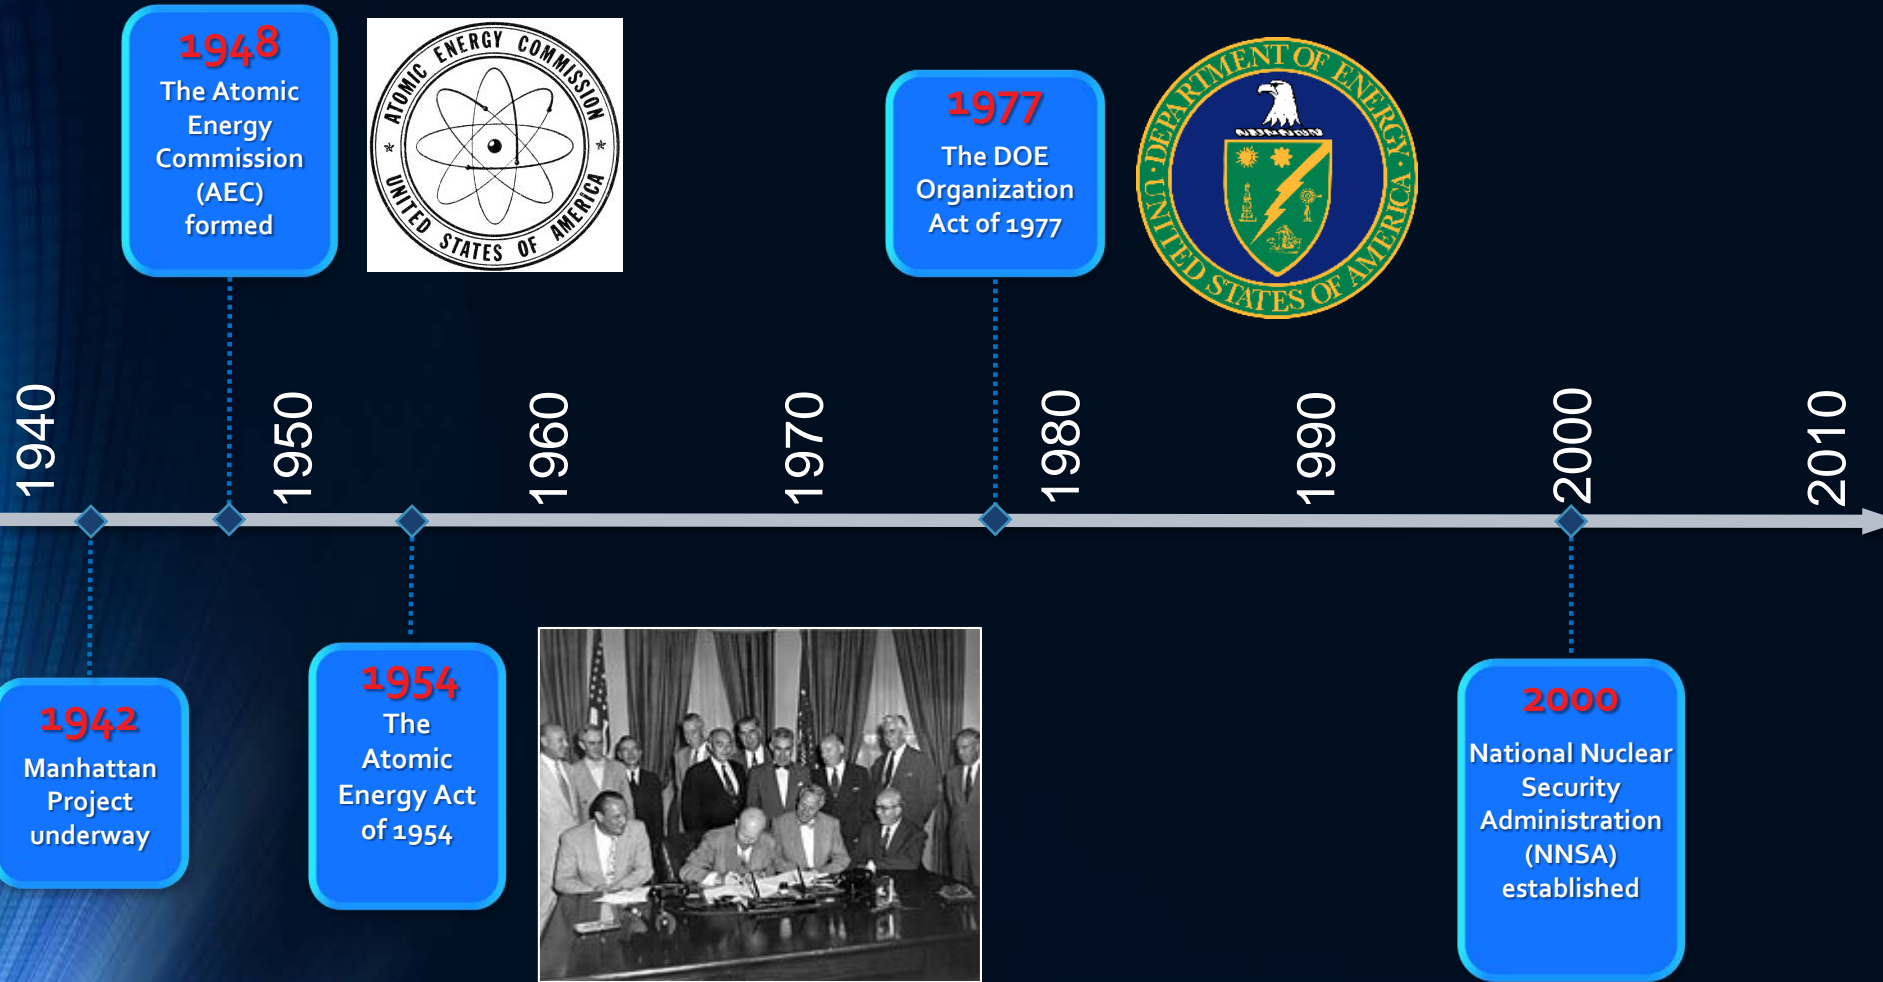 1948
The Atomic
Energy
Commission
(AEC)
formed
ATOMIC ENERGY COMMISSION
UNITED STATES OF AMERICA
1977
The DOE
Organization
Act of 1977
DEPARTMENT OF ENERGY
UNITED STATES OF AMERICA
1940
1950
1960
1970
1980
1990
2000
2010
1942
Manhattan
Project
underway
1954
The
Atomic
Energy Act
of 1954
2000
National Nuclear
Security
Administration
(NNSA)
established